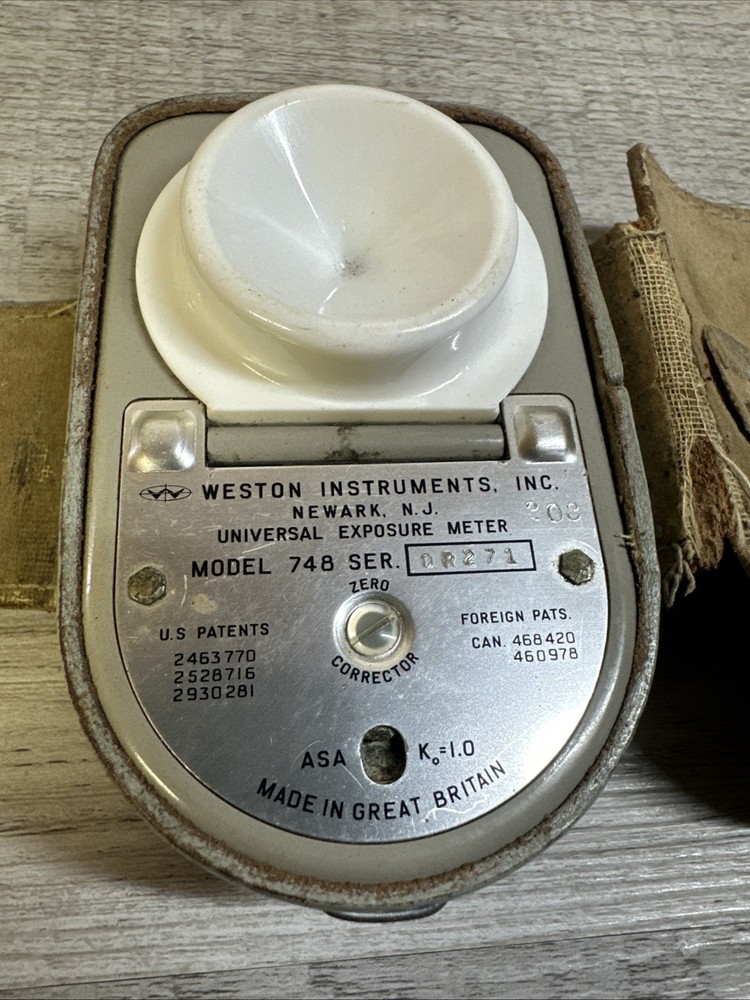 WESTON INSTRUMENTS, INC.
NEWARK, N.J.
UNIVERSAL EXPOSURE METER
MODEL 748 SER.
ZERO
CORRECTOR
U.S PATENTS
2463770
2528716
2930281
FOREIGN PATS.
CAN. 468420
460978
ASA K₀=1.0
MADE IN GREAT BRITAIN